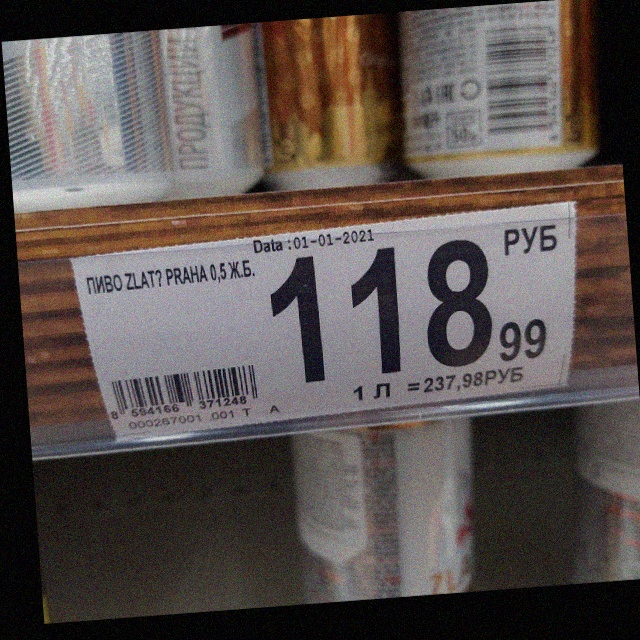 ПРОДУКЦИ
Data :01-01-2021
ПИВО ZLAT? PRAHA 0,5 Ж.Б.
118 99 РУБ
1 Л =237,98РУБ
8 594166 371248
000267001 001 T A